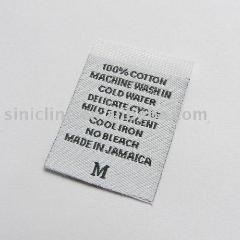 100% COTTON
MACHINE WASH IN
COLD WATER
DELICATE CYCLE
MILD DETERGENT
COOL IRON
NO BLEACH
MADE IN JAMAICA
M